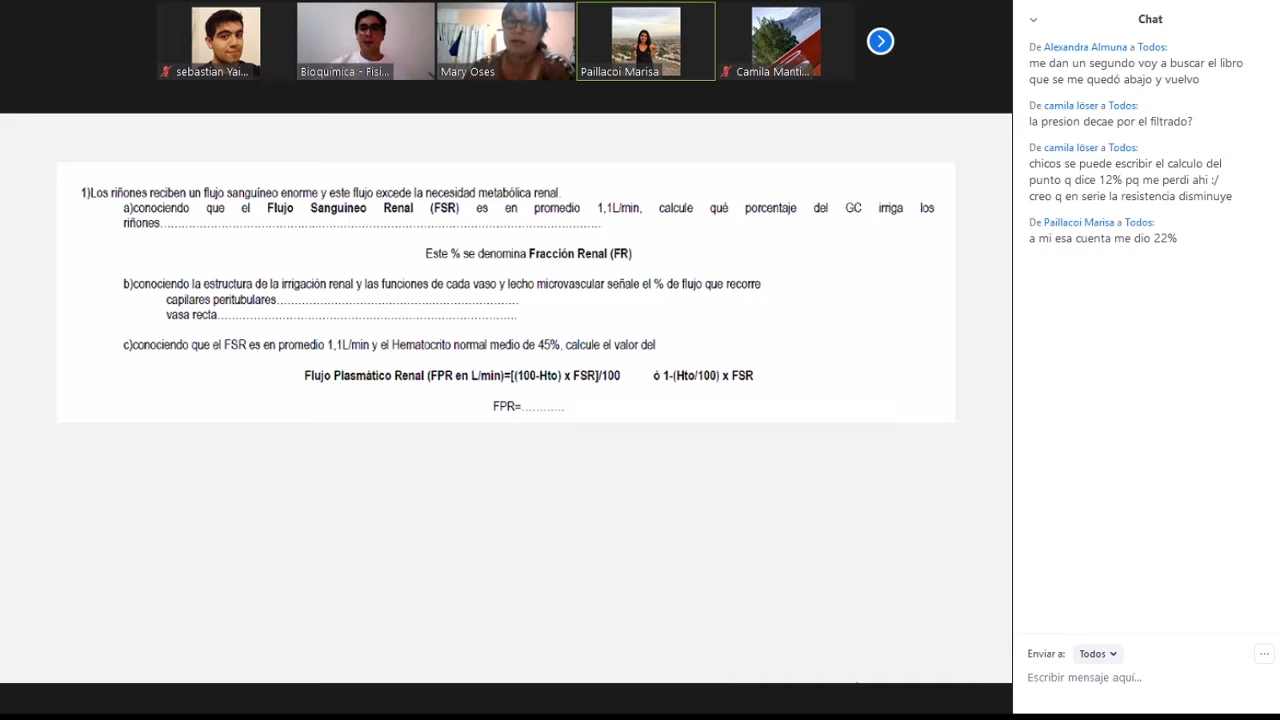 sebastian Yai...
Bioquímica - Fisi...
Mary Oses
Paillacoi Marisa
Camila Manti...
1)Los riñones reciben un flujo sanguíneo enorme y este flujo excede la necesidad metabólica renal.
a)conociendo que el Flujo Sanguíneo Renal (FSR) es en promedio 1,1L/min, calcule qué porcentaje del GC irriga los
riñones....................................................................................................
Este % se denomina Fracción Renal (FR)
b)conociendo la estructura de la irrigación renal y las funciones de cada vaso y lecho microvascular señale el % de flujo que recorre
capilares peritubulares.......................................................
vasa recta....................................................................
c)conociendo que el FSR es en promedio 1,1L/min y el Hematocrito normal medio de 45%, calcule el valor del
Flujo Plasmático Renal (FPR en L/min)=[(100-Hto) x FSR]/100 ó 1-(Hto/100) x FSR
FPR=............
Chat
De Alexandra Almuna a Todos:
me dan un segundo voy a buscar el libro
que se me quedó abajo y vuelvo
De camila löser a Todos:
la presion decae por el filtrado?
De camila löser a Todos:
chicos se puede escribir el calculo del
punto q dice 12% pq me perdi ahi :/
creo q en serie la resistencia disminuye
De Paillacoi Marisa a Todos:
a mi esa cuenta me dio 22%
Enviar a: Todos
Escribir mensaje aquí...